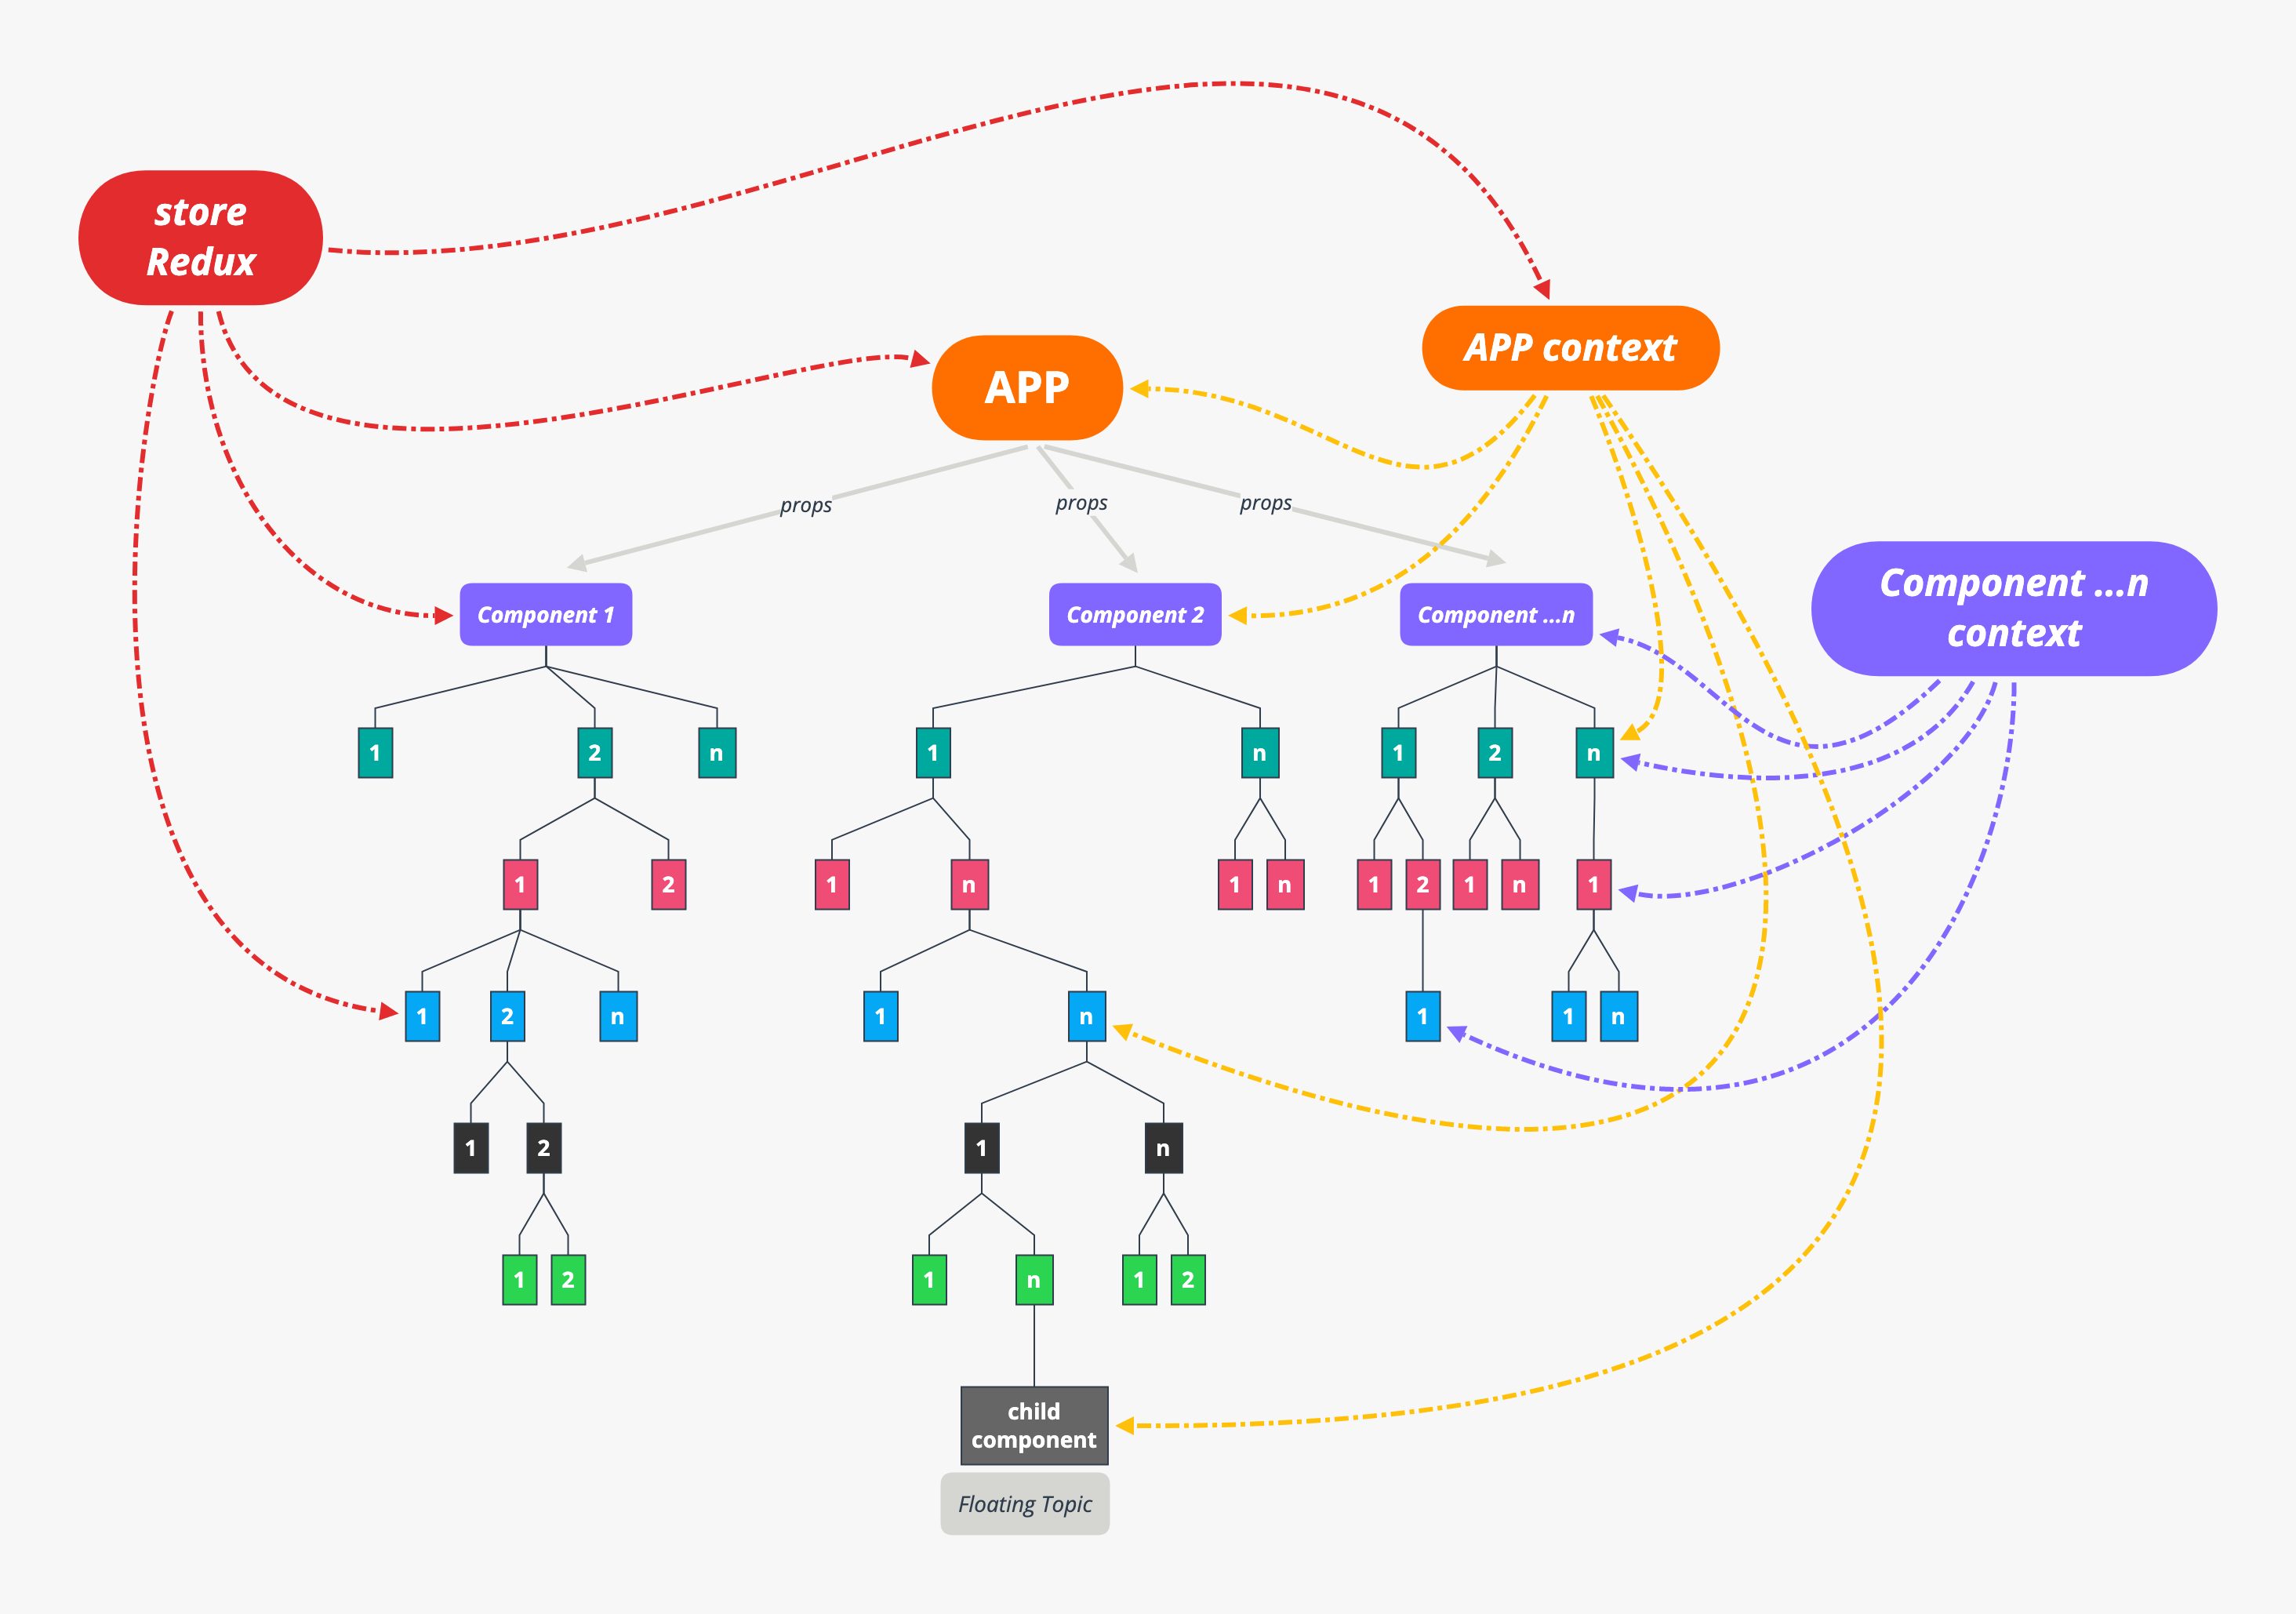 store
Redux
APP context
APP
props
props
props
Component ...n
context
Component 1
Component 2
Component ...n
1
2
n
1
n
1
2
n
1
2
1
n
1
n
1
2
1
n
1
1
2
n
1
n
1
1
n
1
2
1
n
1
2
1
n
1
2
child
component
Floating Topic